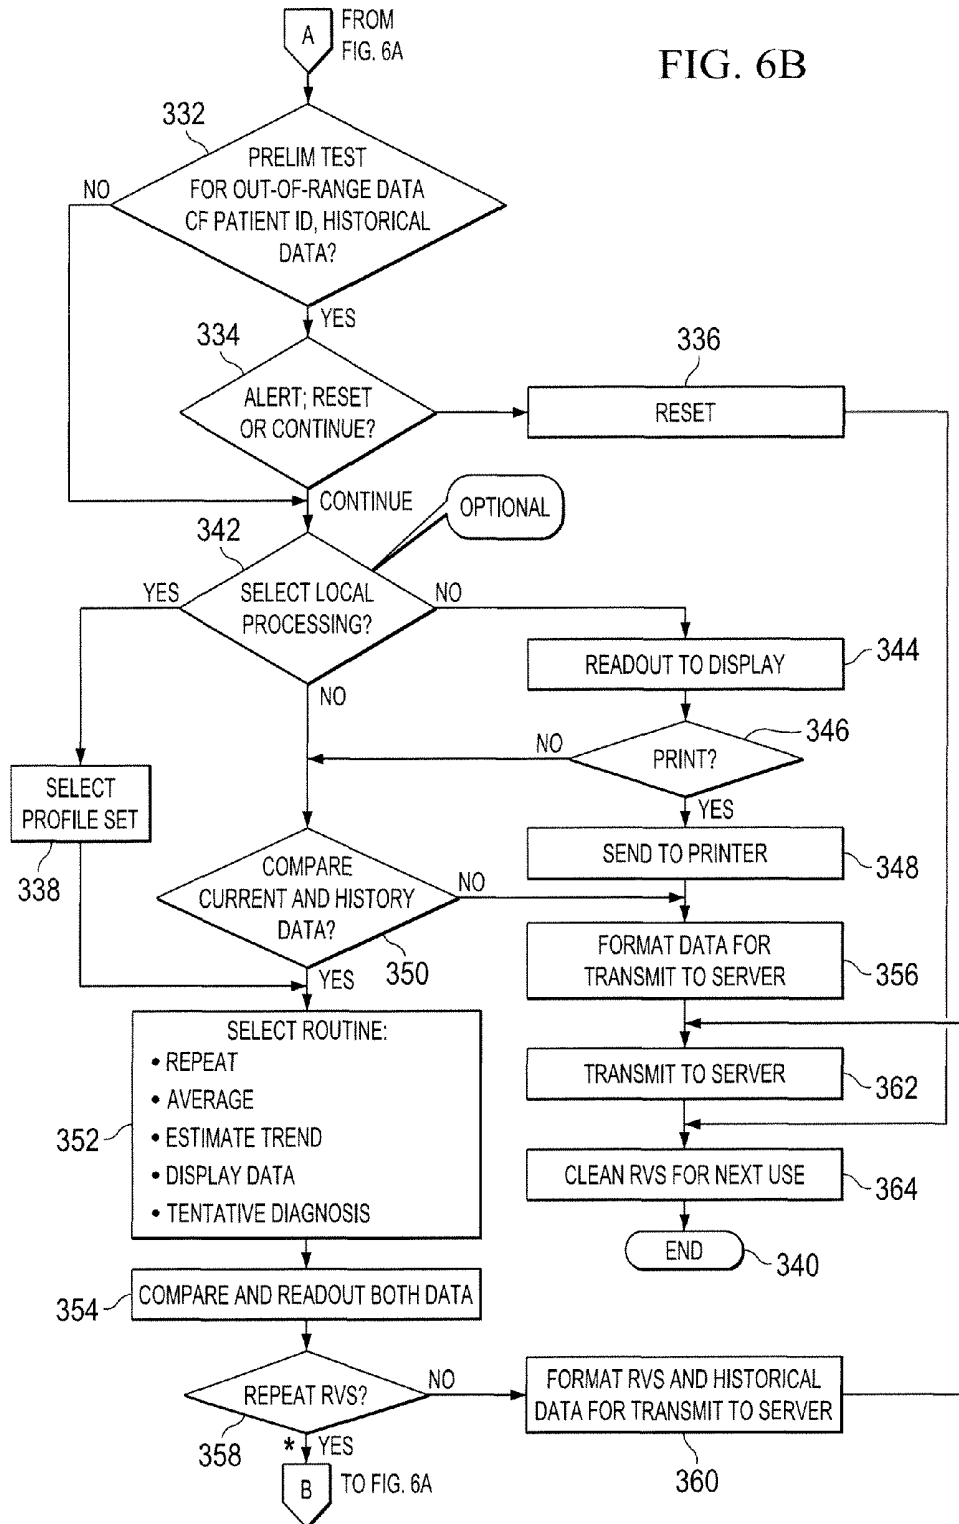 A
FROM
FIG. 6A
FIG. 6B
332
PRELIM TEST
FOR OUT-OF-RANGE DATA
CF PATIENT ID, HISTORICAL
DATA?
NO
YES
334
ALERT; RESET
OR CONTINUE?
336
RESET
CONTINUE
OPTIONAL
342
SELECT LOCAL
PROCESSING?
YES
NO
NO
READOUT TO DISPLAY
344
PRINT?
346
NO
YES
SELECT
PROFILE SET
338
SEND TO PRINTER
348
COMPARE
CURRENT AND HISTORY
DATA?
NO
350
YES
FORMAT DATA FOR
TRANSMIT TO SERVER
356
SELECT ROUTINE:
• REPEAT
• AVERAGE
• ESTIMATE TREND
• DISPLAY DATA
• TENTATIVE DIAGNOSIS
352
TRANSMIT TO SERVER
362
CLEAN RVS FOR NEXT USE
364
END
340
354
COMPARE AND READOUT BOTH DATA
REPEAT RVS?
358
NO
FORMAT RVS AND HISTORICAL
DATA FOR TRANSMIT TO SERVER
360
* YES
B
TO FIG. 6A